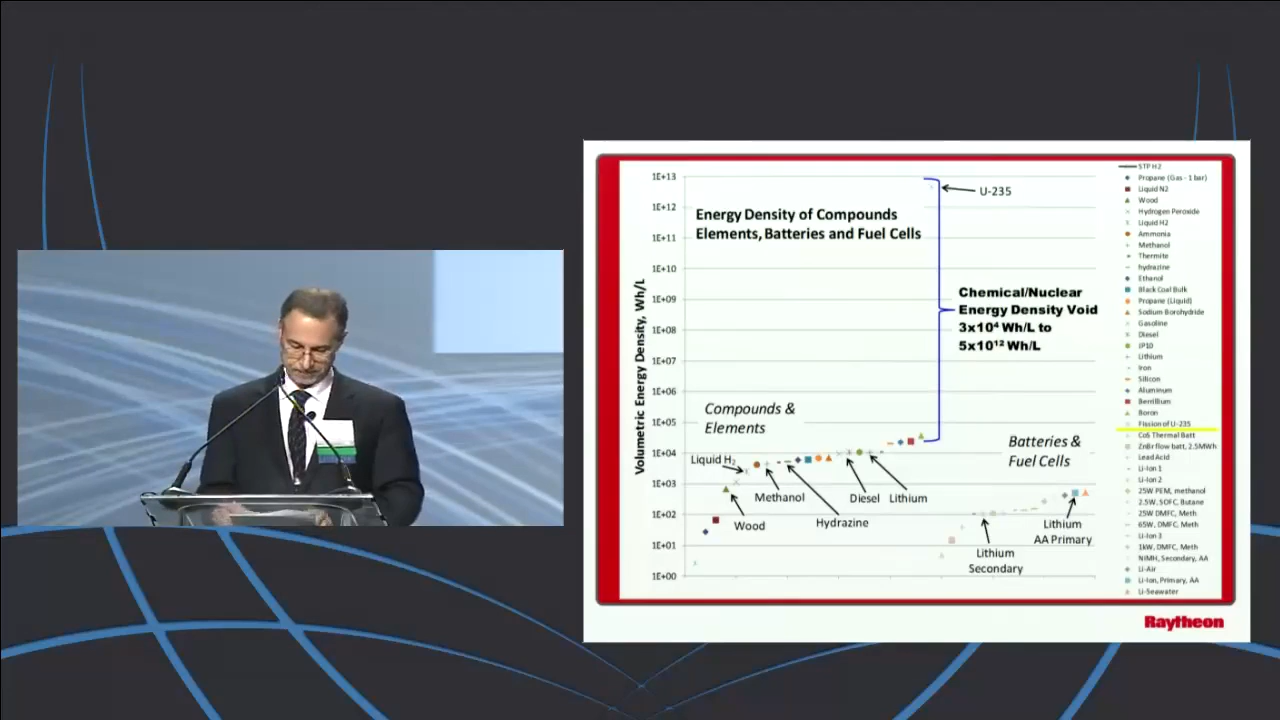 1E+13
1E+12
1E+11
1E+10
1E+09
1E+08
1E+07
1E+06
1E+05
1E+04
1E+03
1E+02
1E+01
1E+00
Volumetric Energy Density, Wh/L
Energy Density of Compounds
Elements, Batteries and Fuel Cells
U-235
Chemical/Nuclear
Energy Density Void
3x10⁴ Wh/L to
5x10¹² Wh/L
Compounds &
Elements
Liquid H₂
Wood
Methanol
Hydrazine
Diesel
Lithium
Batteries &
Fuel Cells
Lithium
Secondary
Lithium
AA Primary
STP H2
Propane (Gas - 1 bar)
Liquid N2
Wood
Hydrogen Peroxide
Liquid H2
Ammonia
Methanol
Thermite
hydrazine
Ethanol
Black Coal Bulk
Propane (Liquid)
Sodium Borohydride
Gasoline
Diesel
JP10
Lithium
Iron
Silicon
Aluminum
Berrillium
Boron
Fission of U-235
CoS Thermal Batt
ZnBr flow batt, 2.5MWh
Lead Acid
Li-Ion 1
Li-Ion 2
25W PEM, methanol
2.5W, SOFC, Butane
25W DMFC, Meth
65W, DMFC, Meth
Li-Ion 3
1kW, DMFC, Meth
NiMH, Secondary, AA
Li-Air
Li-Ion, Primary, AA
Li-Seawater
Raytheon